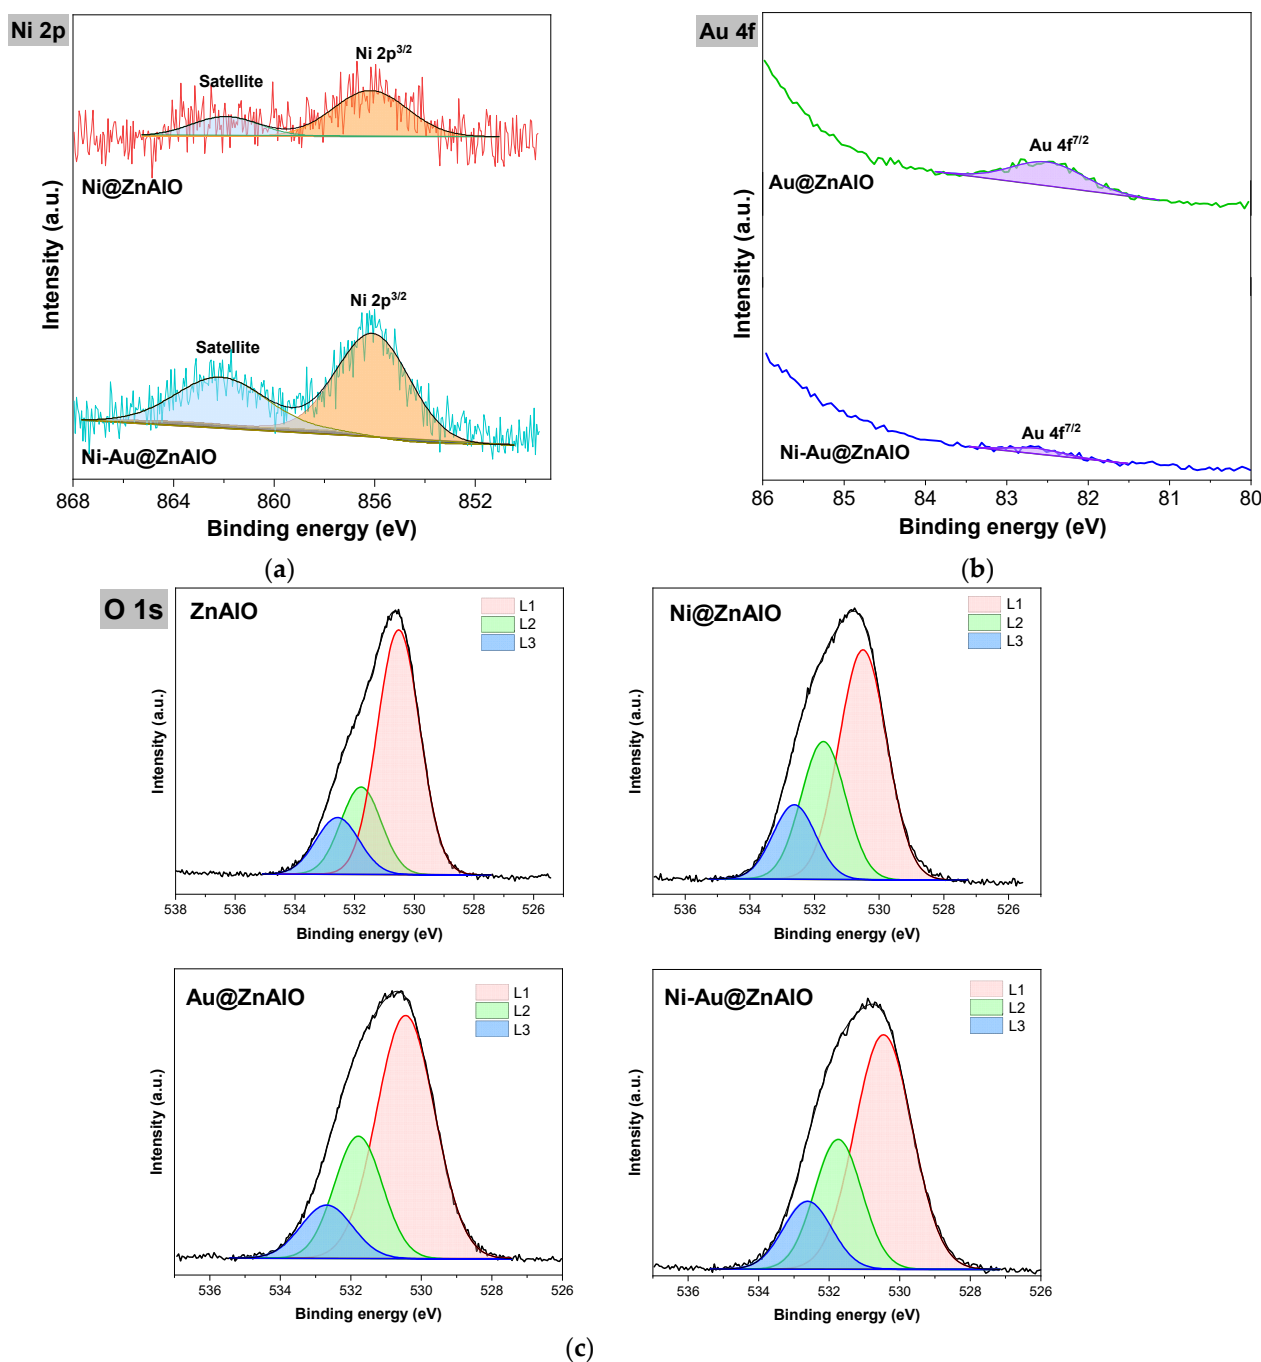 Ni 2p
Ni 2p3/2
Satellite
Ni@ZnAlO
Ni 2p3/2
Satellite
Ni-Au@ZnAlO
Intensity (a.u.)
868 864 860 856 852
Binding energy (eV)
(a)
Au 4f
Au 4f7/2
Au@ZnAlO
Au 4f7/2
Ni-Au@ZnAlO
Intensity (a.u.)
86 85 84 83 82 81 80
Binding energy (eV)
(b)
O 1s
ZnAlO
L1
L2
L3
Intensity (a.u.)
538 536 534 532 530 528 526
Binding energy (eV)
Ni@ZnAlO
L1
L2
L3
Intensity (a.u.)
536 534 532 530 528 526
Binding energy (eV)
Au@ZnAlO
L1
L2
L3
Intensity (a.u.)
536 534 532 530 528 526
Binding energy (eV)
Ni-Au@ZnAlO
L1
L2
L3
Intensity (a.u.)
536 534 532 530 528 526
Binding energy (eV)
(c)